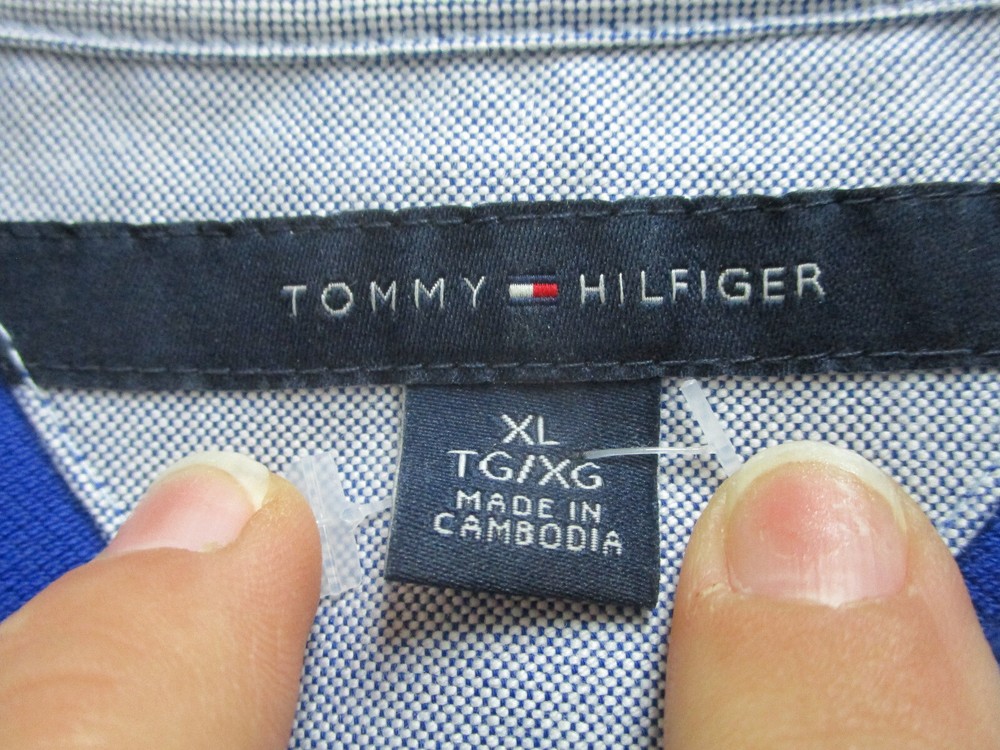 TOMMY HILFIGER
XL
TG/XG
MADE IN
CAMBODIA